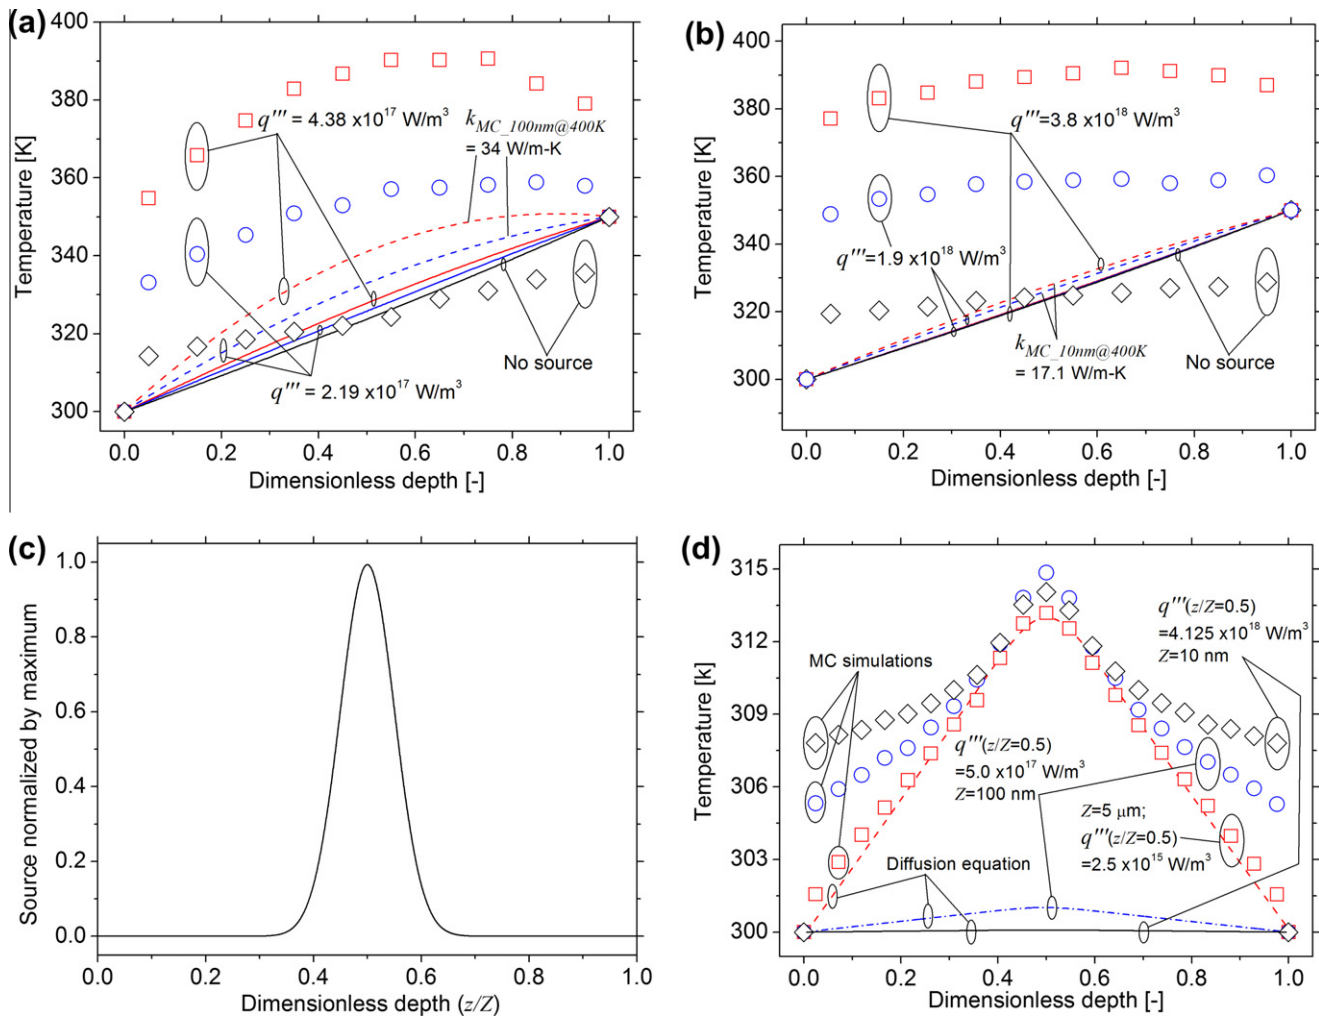 (a)
400
380
360
340
320
300
Temperature [K]
q''' = 4.38 x10^17 W/m^3
k_MC_100nm@400K
= 34 W/m-K
No source
q''' = 2.19 x10^17 W/m^3
0.0 0.2 0.4 0.6 0.8 1.0
Dimensionless depth [-]
(b)
400
380
360
340
320
300
Temperature [K]
q'''=3.8 x10^18 W/m^3
q'''=1.9 x10^18 W/m^3
k_MC_10nm@400K
= 17.1 W/m-K
No source
0.0 0.2 0.4 0.6 0.8 1.0
Dimensionless depth [-]
(c)
1.0
0.8
0.6
0.4
0.2
0.0
Source normalized by maximum
0.0 0.2 0.4 0.6 0.8 1.0
Dimensionless depth (z/Z)
(d)
315
312
309
306
303
300
Temperature [K]
MC simulations
q'''(z/Z=0.5)
=4.125 x10^18 W/m^3
Z=10 nm
q'''(z/Z=0.5)
=5.0 x10^17 W/m^3
Z=100 nm
Z=5 μm;
q'''(z/Z=0.5)
=2.5 x10^15 W/m^3
Diffusion equation
0.0 0.2 0.4 0.6 0.8 1.0
Dimensionless depth [-]